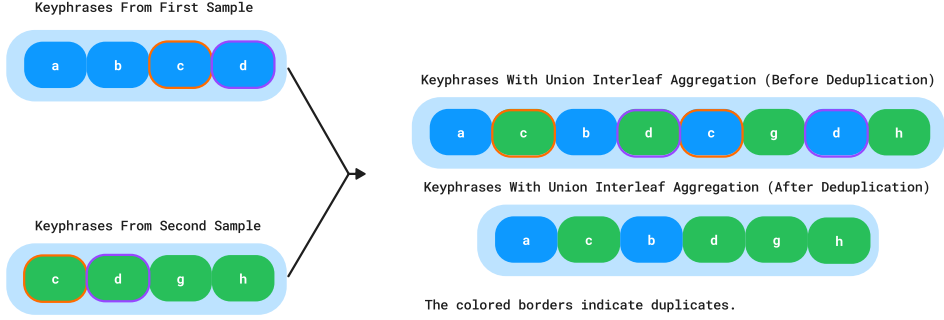 Keyphrases From First Sample
a b c d
Keyphrases From Second Sample
c d g h
Keyphrases With Union Interleaf Aggregation (Before Deduplication)
a c b d c g d h
Keyphrases With Union Interleaf Aggregation (After Deduplication)
a c b d g h
The colored borders indicate duplicates.